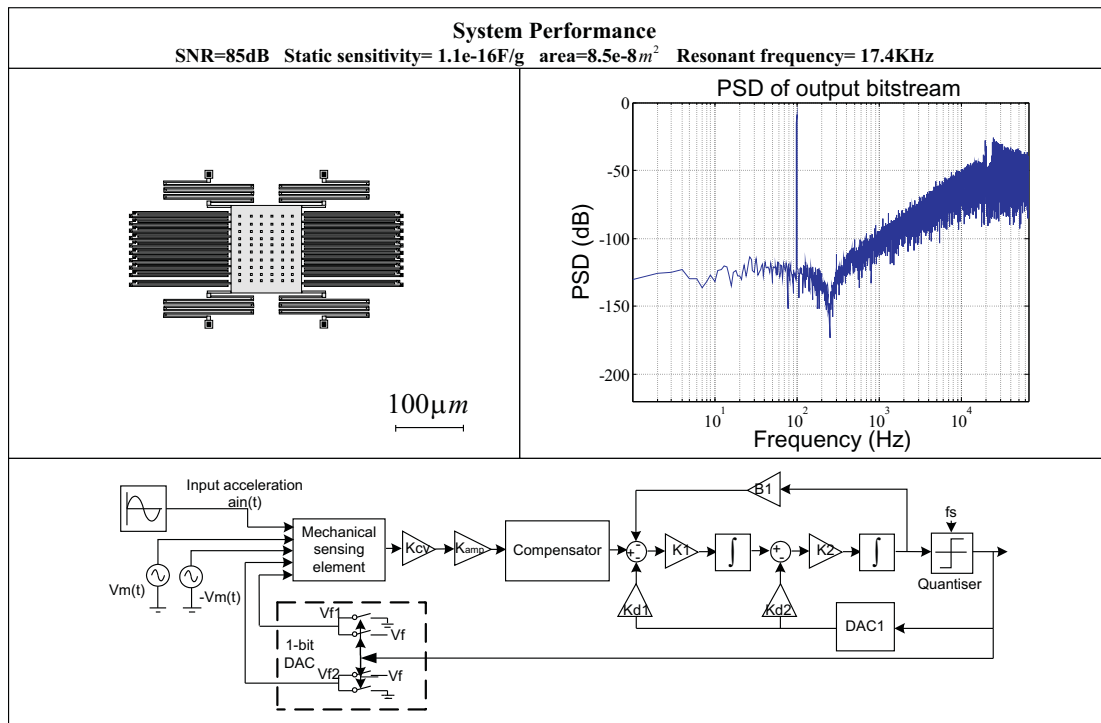 System Performance
SNR=85dB Static sensitivity= 1.1e-16F/g area=8.5e-8m² Resonant frequency= 17.4KHz
100μm
PSD of output bitstream
PSD (dB)
0
-50
-100
-150
-200
10¹ 10² 10³ 10⁴
Frequency (Hz)
Input acceleration
ain(t)
Vm(t)
-Vm(t)
Mechanical
sensing
element
Kcv
Kamp
Compensator
B1
+
-
-
K1
∫
+
-
K2
∫
fs
Quantiser
Kd1
Kd2
DAC1
1-bit
DAC
Vf1
Vf
Vf2
Vf